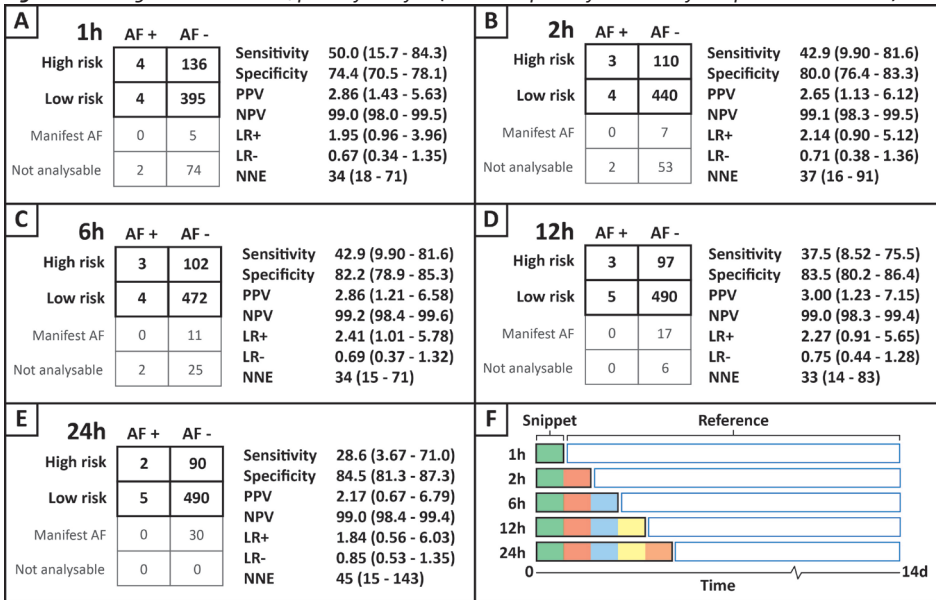 A
1h AF + AF -
High risk 4 136
Low risk 4 395
Manifest AF 0 5
Not analysable 2 74
Sensitivity 50.0 (15.7 - 84.3)
Specificity 74.4 (70.5 - 78.1)
PPV 2.86 (1.43 - 5.63)
NPV 99.0 (98.0 - 99.5)
LR+ 1.95 (0.96 - 3.96)
LR- 0.67 (0.34 - 1.35)
NNE 34 (18 - 71)
B
2h AF + AF -
High risk 3 110
Low risk 4 440
Manifest AF 0 7
Not analysable 2 53
Sensitivity 42.9 (9.90 - 81.6)
Specificity 80.0 (76.4 - 83.3)
PPV 2.65 (1.13 - 6.12)
NPV 99.1 (98.3 - 99.5)
LR+ 2.14 (0.90 - 5.12)
LR- 0.71 (0.38 - 1.36)
NNE 37 (16 - 91)
C
6h AF + AF -
High risk 3 102
Low risk 4 472
Manifest AF 0 11
Not analysable 2 25
Sensitivity 42.9 (9.90 - 81.6)
Specificity 82.2 (78.9 - 85.3)
PPV 2.86 (1.21 - 6.58)
NPV 99.2 (98.4 - 99.6)
LR+ 2.41 (1.01 - 5.78)
LR- 0.69 (0.37 - 1.32)
NNE 34 (15 - 71)
D
12h AF + AF -
High risk 3 97
Low risk 5 490
Manifest AF 0 17
Not analysable 0 6
Sensitivity 37.5 (8.52 - 75.5)
Specificity 83.5 (80.2 - 86.4)
PPV 3.00 (1.23 - 7.15)
NPV 99.0 (98.3 - 99.4)
LR+ 2.27 (0.91 - 5.65)
LR- 0.75 (0.44 - 1.28)
NNE 33 (14 - 83)
E
24h AF + AF -
High risk 2 90
Low risk 5 490
Manifest AF 0 30
Not analysable 0 0
Sensitivity 28.6 (3.67 - 71.0)
Specificity 84.5 (81.3 - 87.3)
PPV 2.17 (0.67 - 6.79)
NPV 99.0 (98.4 - 99.4)
LR+ 1.84 (0.56 - 6.03)
LR- 0.85 (0.53 - 1.35)
NNE 45 (15 - 143)
F
Snippet Reference
1h
2h
6h
12h
24h
0 14d
Time